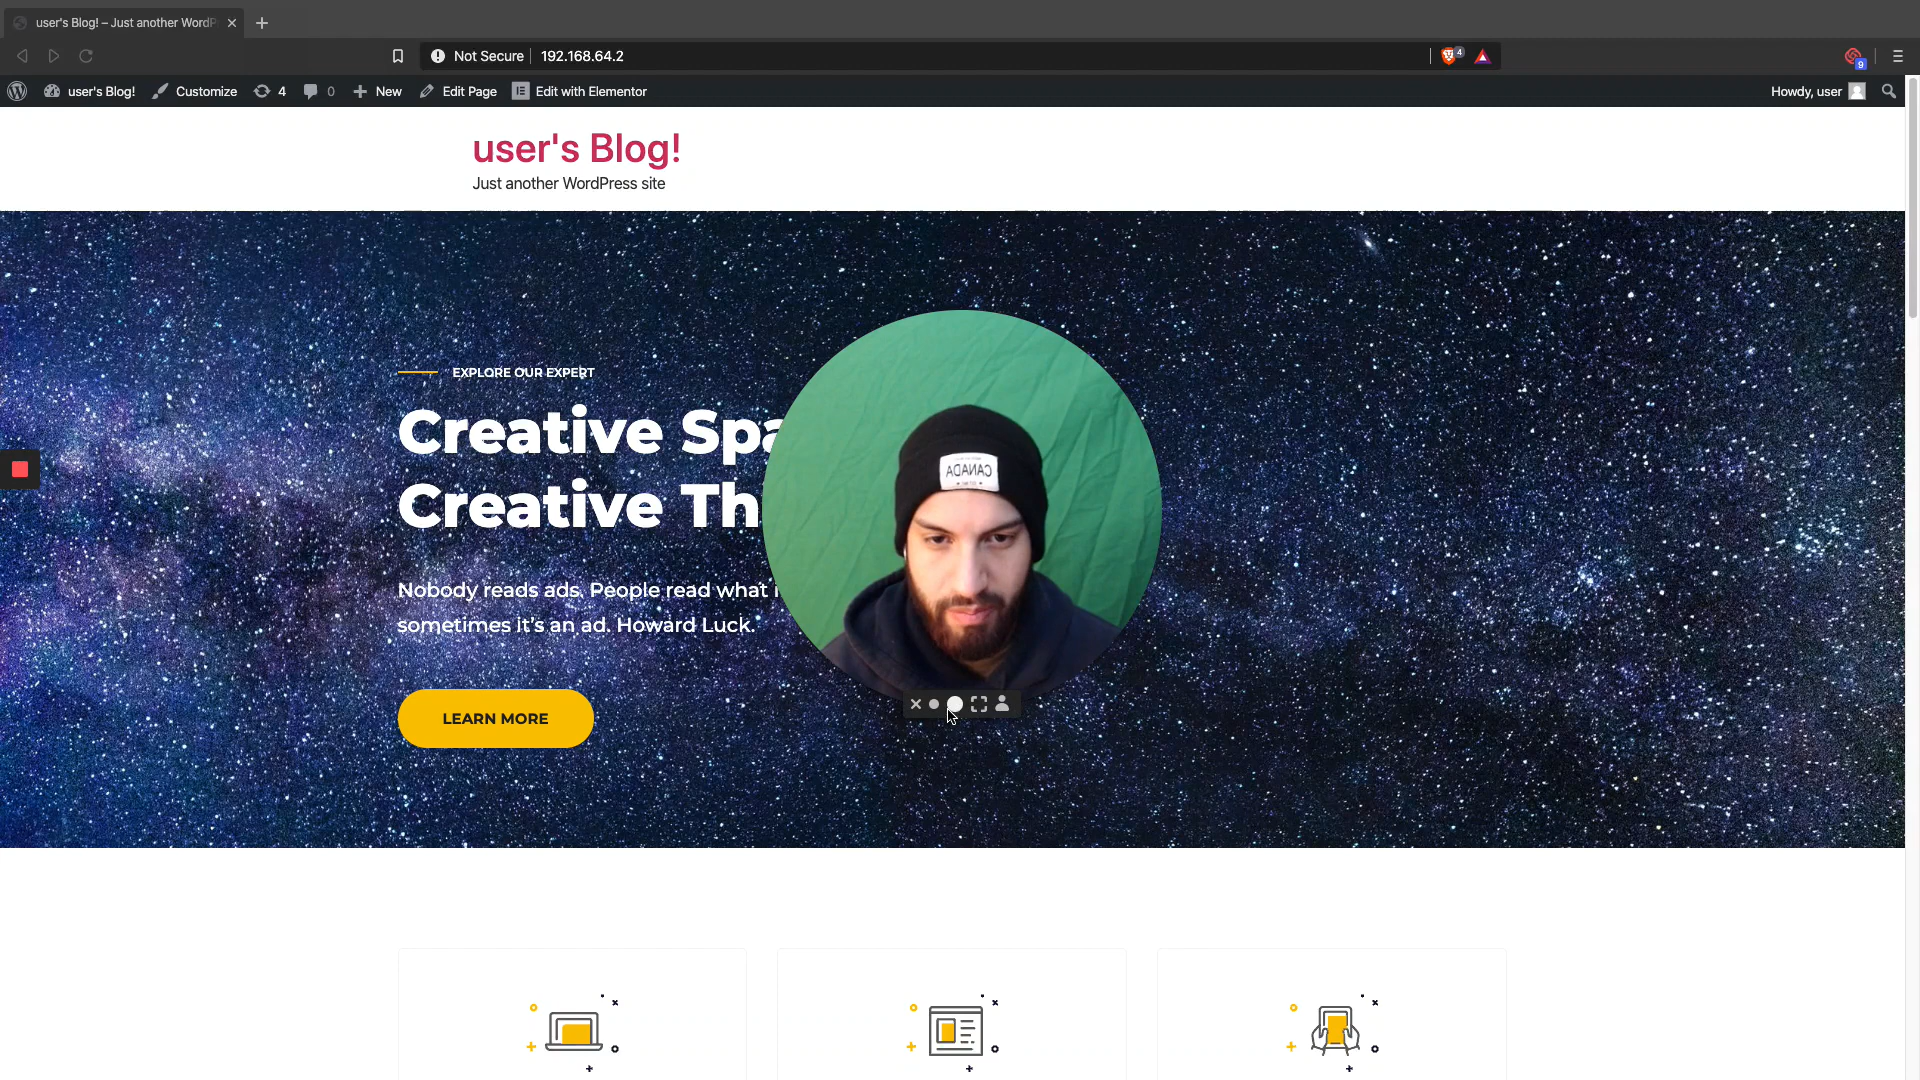 user's Blog! – Just another WordP
Not Secure
192.168.64.2
4
9
user's Blog!
Customize
4
0
New
Edit Page
Edit with Elementor
Howdy, user
user's Blog!
Just another WordPress site
EXPLORE OUR EXPERT
Creative Spa
Creative Th
CANADA
Nobody reads ads. People read what i
sometimes it's an ad. Howard Luck.
LEARN MORE